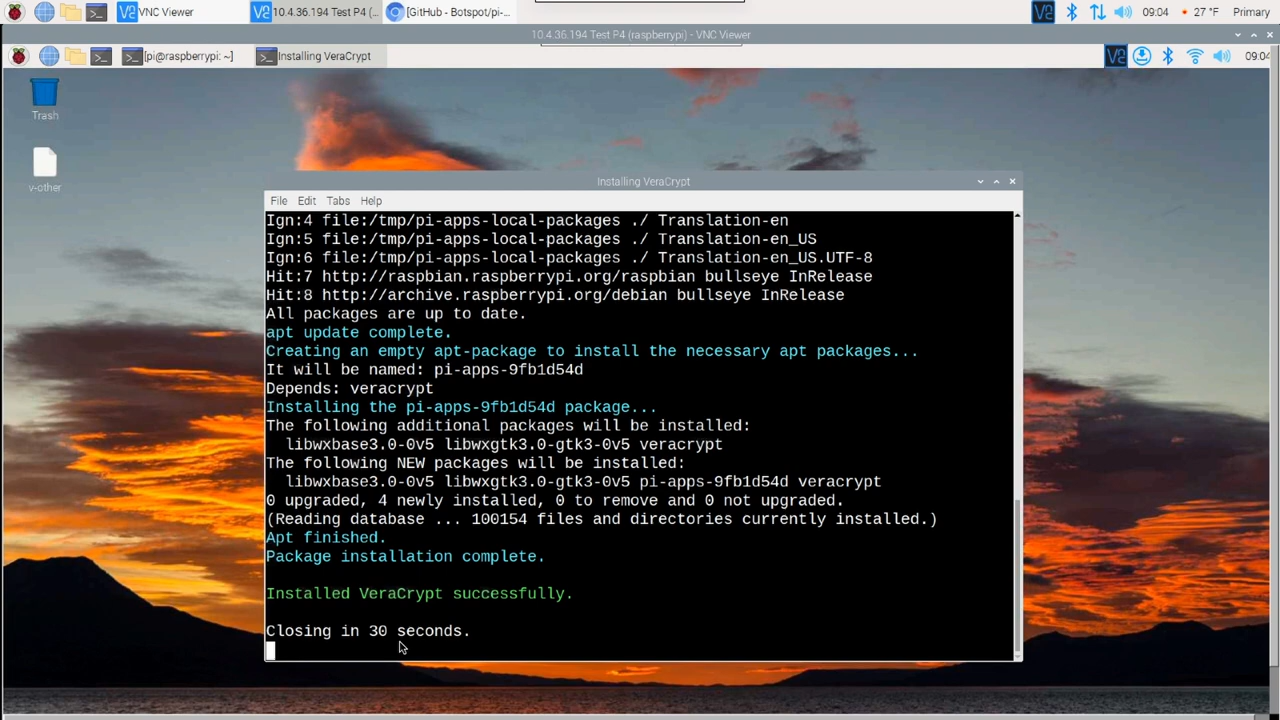 VNC Viewer
10.4.36.194 Test P4 (...
[GitHub - Botspot/pi-...
09:04
27 °F
Primary
10.4.36.194 Test P4 (raspberrypi) - VNC Viewer
[pi@raspberrypi: ~]
Installing VeraCrypt
09:04
Trash
v-other
Installing VeraCrypt
File Edit Tabs Help
Ign:4 file:/tmp/pi-apps-local-packages ./ Translation-en
Ign:5 file:/tmp/pi-apps-local-packages ./ Translation-en_US
Ign:6 file:/tmp/pi-apps-local-packages ./ Translation-en_US.UTF-8
Hit:7 http://raspbian.raspberrypi.org/raspbian bullseye InRelease
Hit:8 http://archive.raspberrypi.org/debian bullseye InRelease
All packages are up to date.
apt update complete.
Creating an empty apt-package to install the necessary apt packages...
It will be named: pi-apps-9fb1d54d
Depends: veracrypt
Installing the pi-apps-9fb1d54d package...
The following additional packages will be installed:
libwxbase3.0-0v5 libwxgtk3.0-gtk3-0v5 veracrypt
The following NEW packages will be installed:
libwxbase3.0-0v5 libwxgtk3.0-gtk3-0v5 pi-apps-9fb1d54d veracrypt
0 upgraded, 4 newly installed, 0 to remove and 0 not upgraded.
(Reading database ... 100154 files and directories currently installed.)
Apt finished.
Package installation complete.
Installed VeraCrypt successfully.
Closing in 30 seconds.